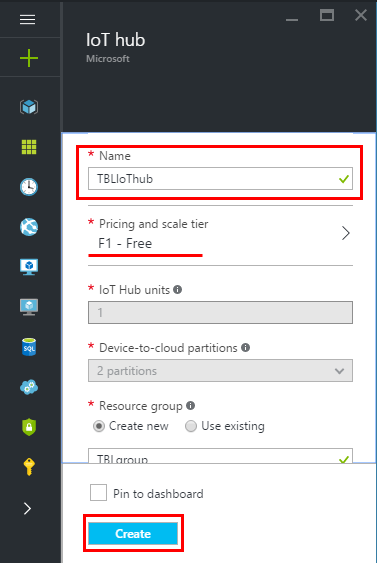 IoT hub
Microsoft
* Name
TBLIoThub
* Pricing and scale tier
F1 - Free
* IoT Hub units
1
* Device-to-cloud partitions
2 partitions
* Resource group
Create new Use existing
TBLgroup
Pin to dashboard
Create
SQL